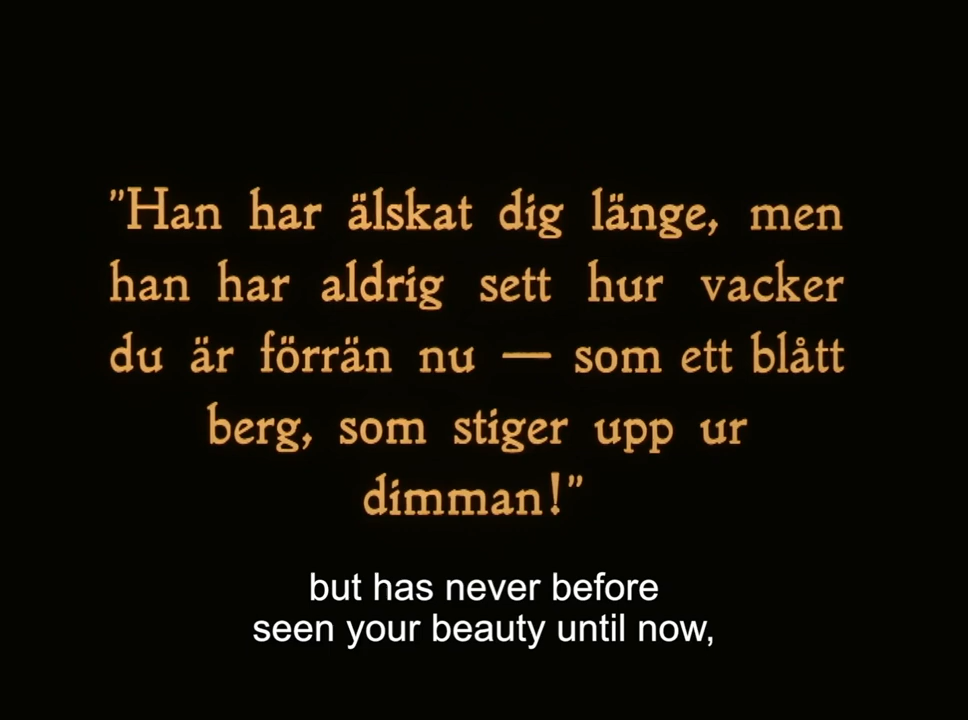 "Han har älskat dig länge, men
han har aldrig sett hur vacker
du är förrän nu — som ett blått
berg, som stiger upp ur
dimman!"
but has never before
seen your beauty until now,